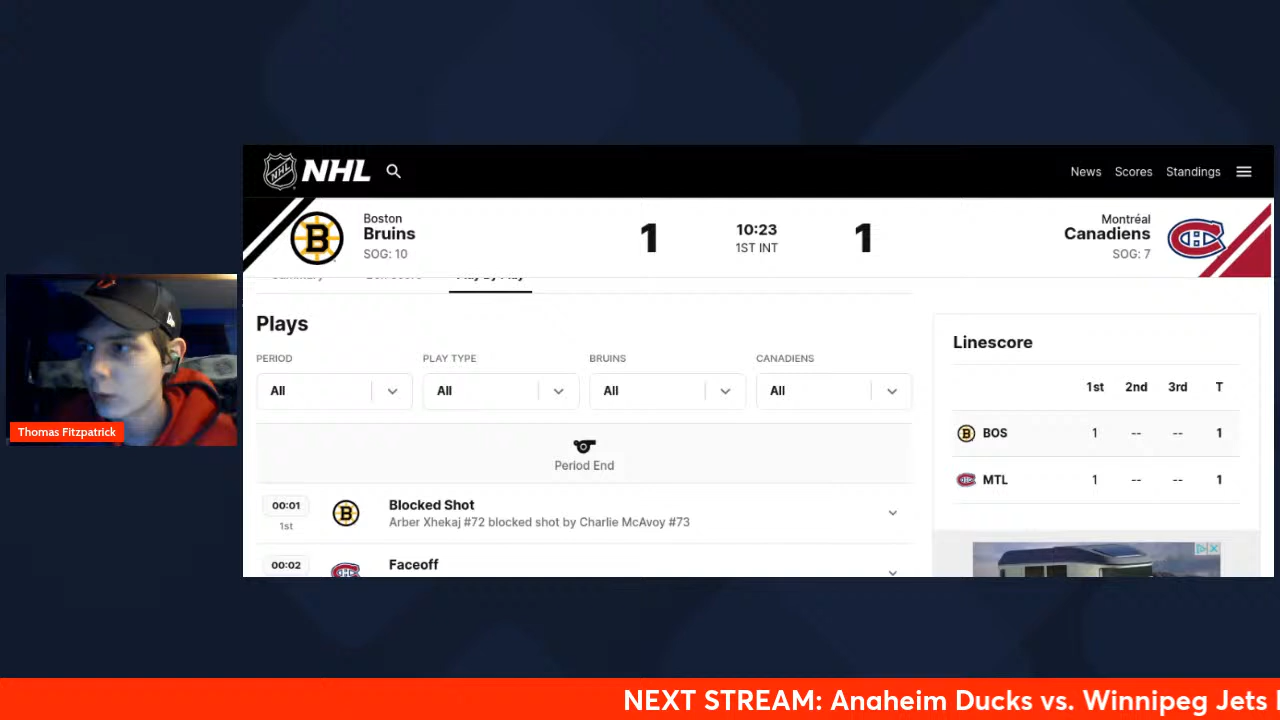 NHL
News Scores Standings
Boston
Bruins
SOG: 10
1
10:23
1ST INT
1
Montréal
Canadiens
SOG: 7
Plays
PERIOD
All
PLAY TYPE
All
BRUINS
All
CANADIENS
All
Period End
00:01
1st
Blocked Shot
Arber Xhekaj #72 blocked shot by Charlie McAvoy #73
00:02
Faceoff
Linescore
1st 2nd 3rd T
BOS 1 -- -- 1
MTL 1 -- -- 1
Thomas Fitzpatrick
NEXT STREAM: Anaheim Ducks vs. Winnipeg Jets